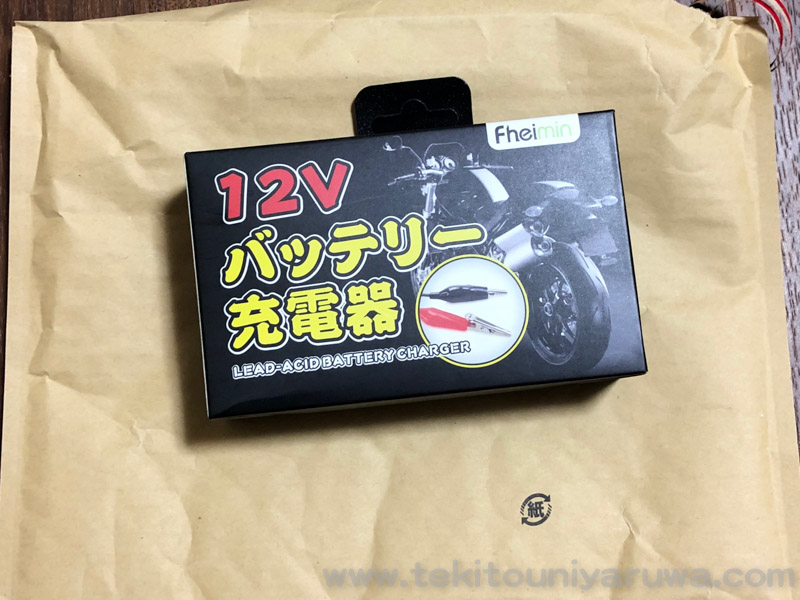 Fheimin
12V
バッテリー
充電器
LEAD-ACID BATTERY CHARGER
紙
www.tekitouniyaruwa.com